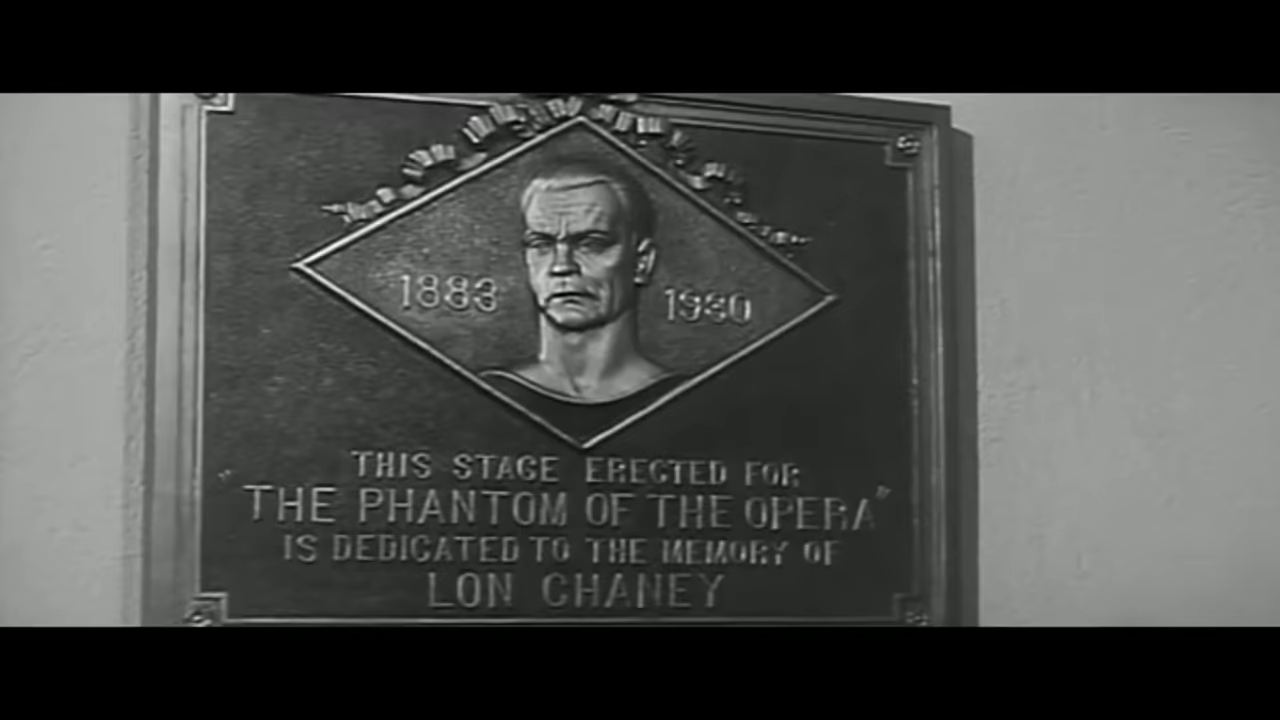 1883 1930
THIS STAGE ERECTED FOR
"THE PHANTOM OF THE OPERA"
IS DEDICATED TO THE MEMORY OF
LON CHANEY